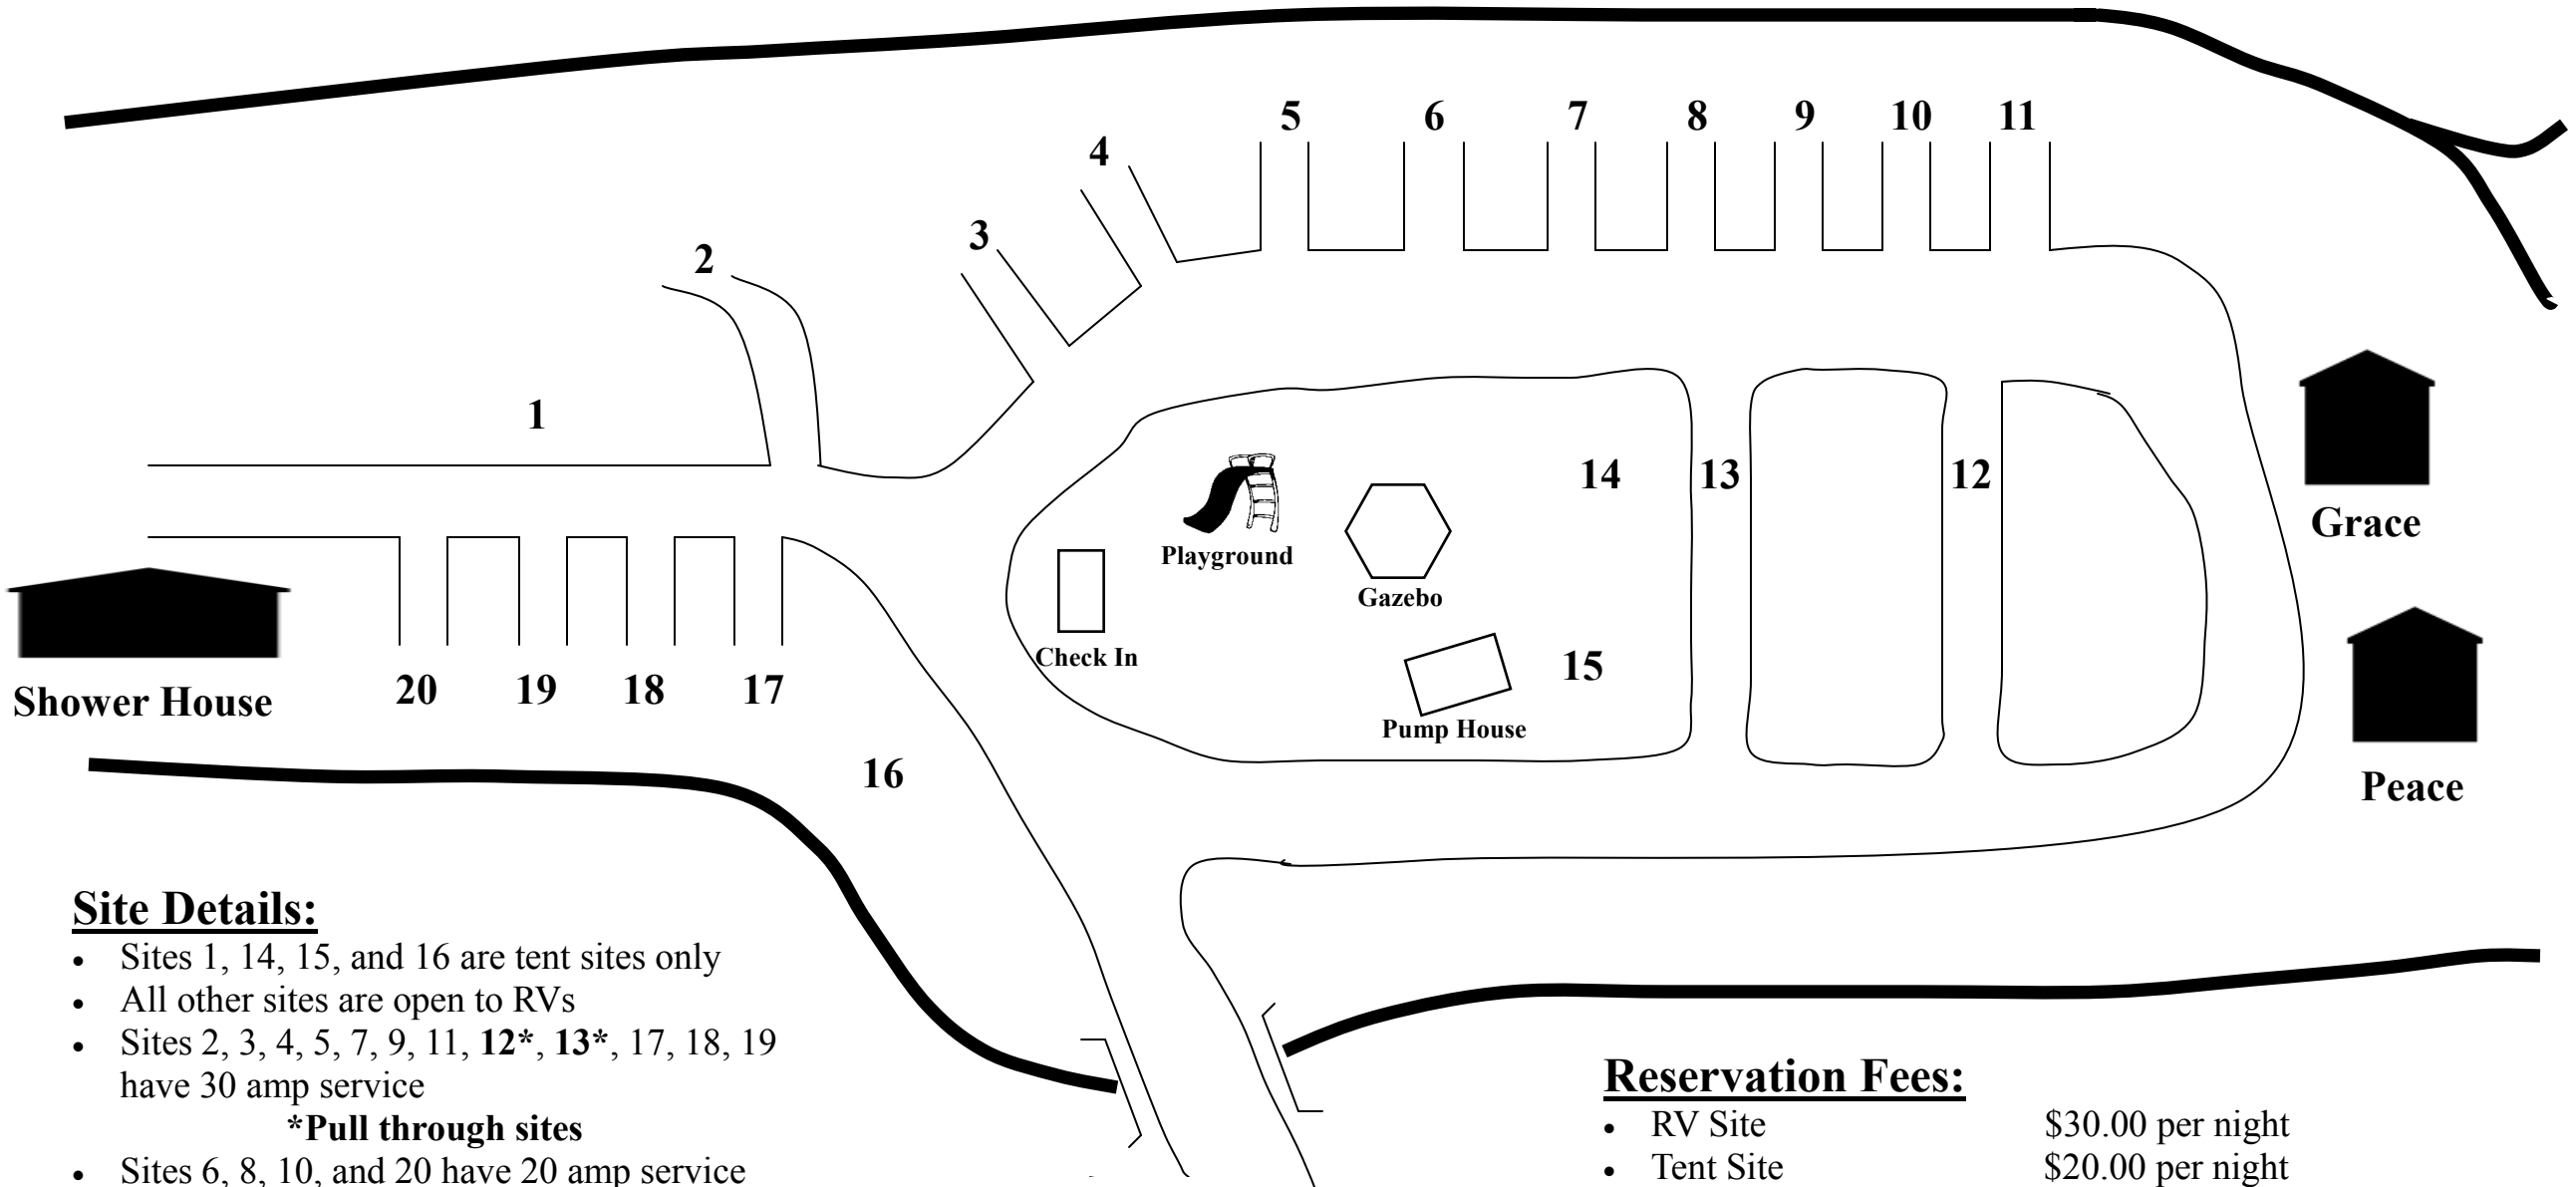 5
6
7
8
9
10
11
4
3
2
1
14
13
12
Playground
Gazebo
Grace
Check In
15
20
19
18
17
Shower House
Pump House
16
Peace
Site Details:
• Sites 1, 14, 15, and 16 are tent sites only
• All other sites are open to RVs
• Sites 2, 3, 4, 5, 7, 9, 11, 12*, 13*, 17, 18, 19
have 30 amp service
*Pull through sites
• Sites 6, 8, 10, and 20 have 20 amp service
Reservation Fees:
• RV Site $30.00 per night
• Tent Site $20.00 per night